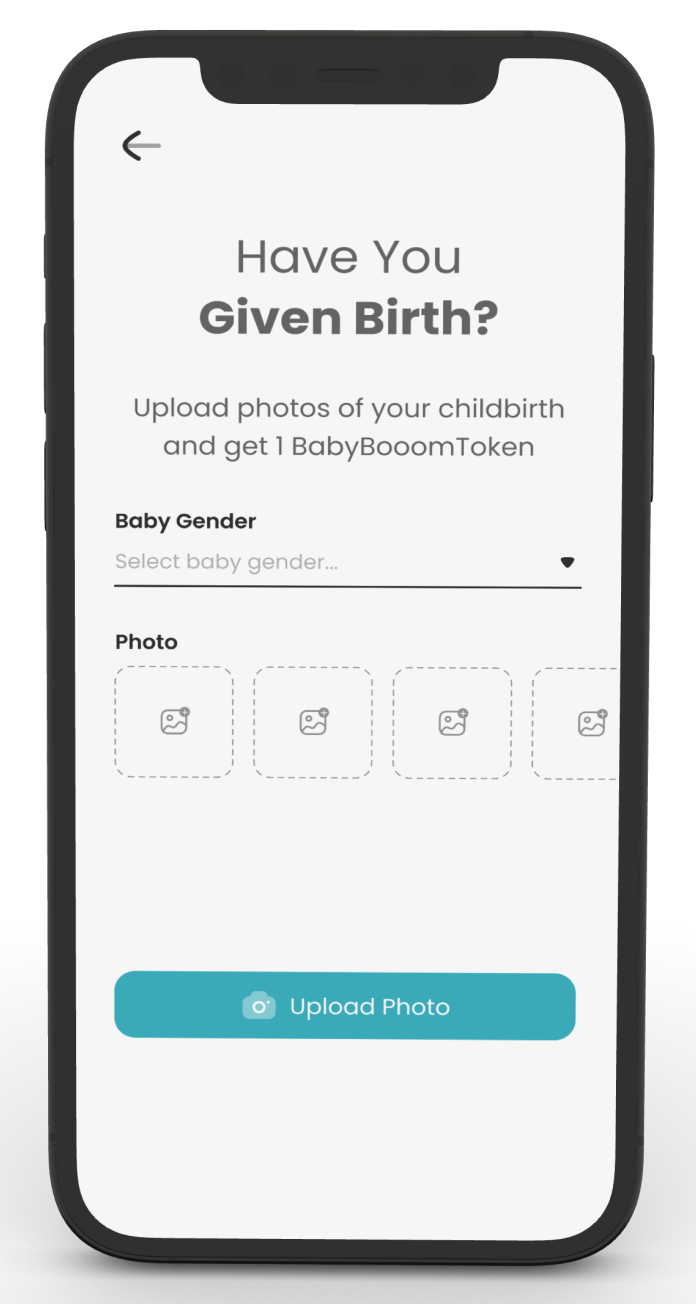 Have You
Given Birth?
Upload photos of your childbirth
and get 1 BabyBooomToken
Baby Gender
Select baby gender...
Photo
Upload Photo